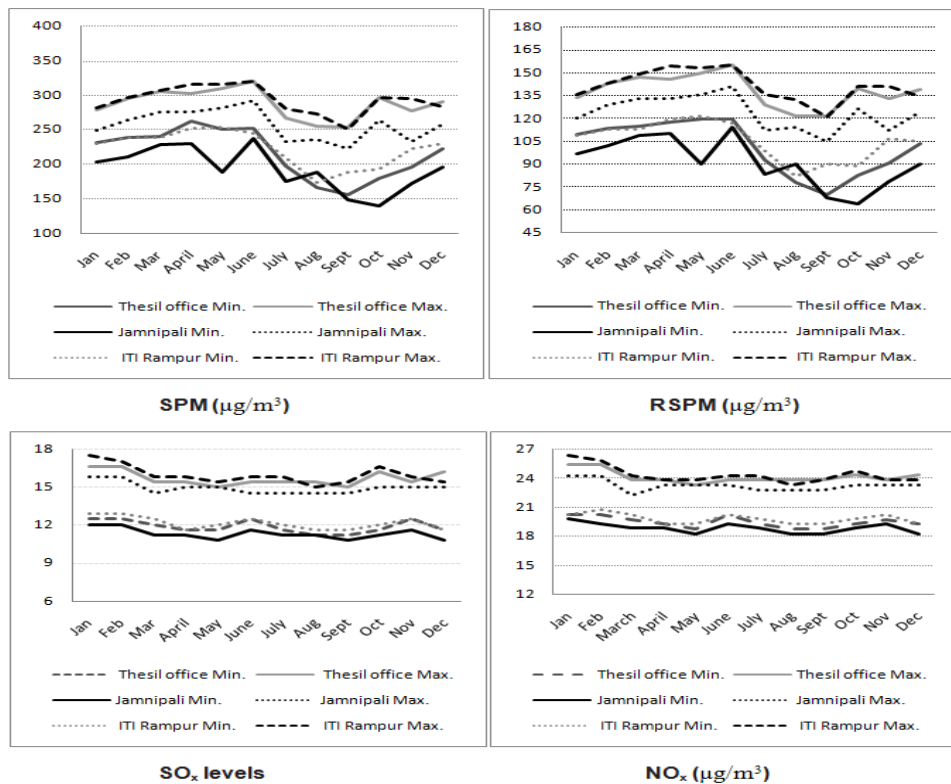 400
350
300
250
200
150
100
Jan Feb Mar April May June July Aug Sept Oct Nov Dec
Thesil office Min. Thesil office Max.
Jamnipali Min. Jamnipali Max.
ITI Rampur Min. ITI Rampur Max.
SPM (µg/m³)
180
165
150
135
120
105
90
75
60
45
Jan Feb Mar April May June July Aug Sept Oct Nov Dec
Thesil office Min. Thesil office Max.
Jamnipali Min. Jamnipali Max.
ITI Rampur Min. ITI Rampur Max.
RSPM (µg/m³)
18
15
12
9
6
Jan Feb Mar April May June July Aug Sept Oct Nov Dec
Thesil office Min. Thesil office Max.
Jamnipali Min. Jamnipali Max.
ITI Rampur Min. ITI Rampur Max.
SOₓ levels
27
24
21
18
15
12
Jan Feb March April May June July Aug Sept Oct Nov Dec
Thesil office Min. Thesil office Max.
Jamnipali Min. Jamnipali Max.
ITI Rampur Min. ITI Rampur Max.
NOₓ (µg/m³)